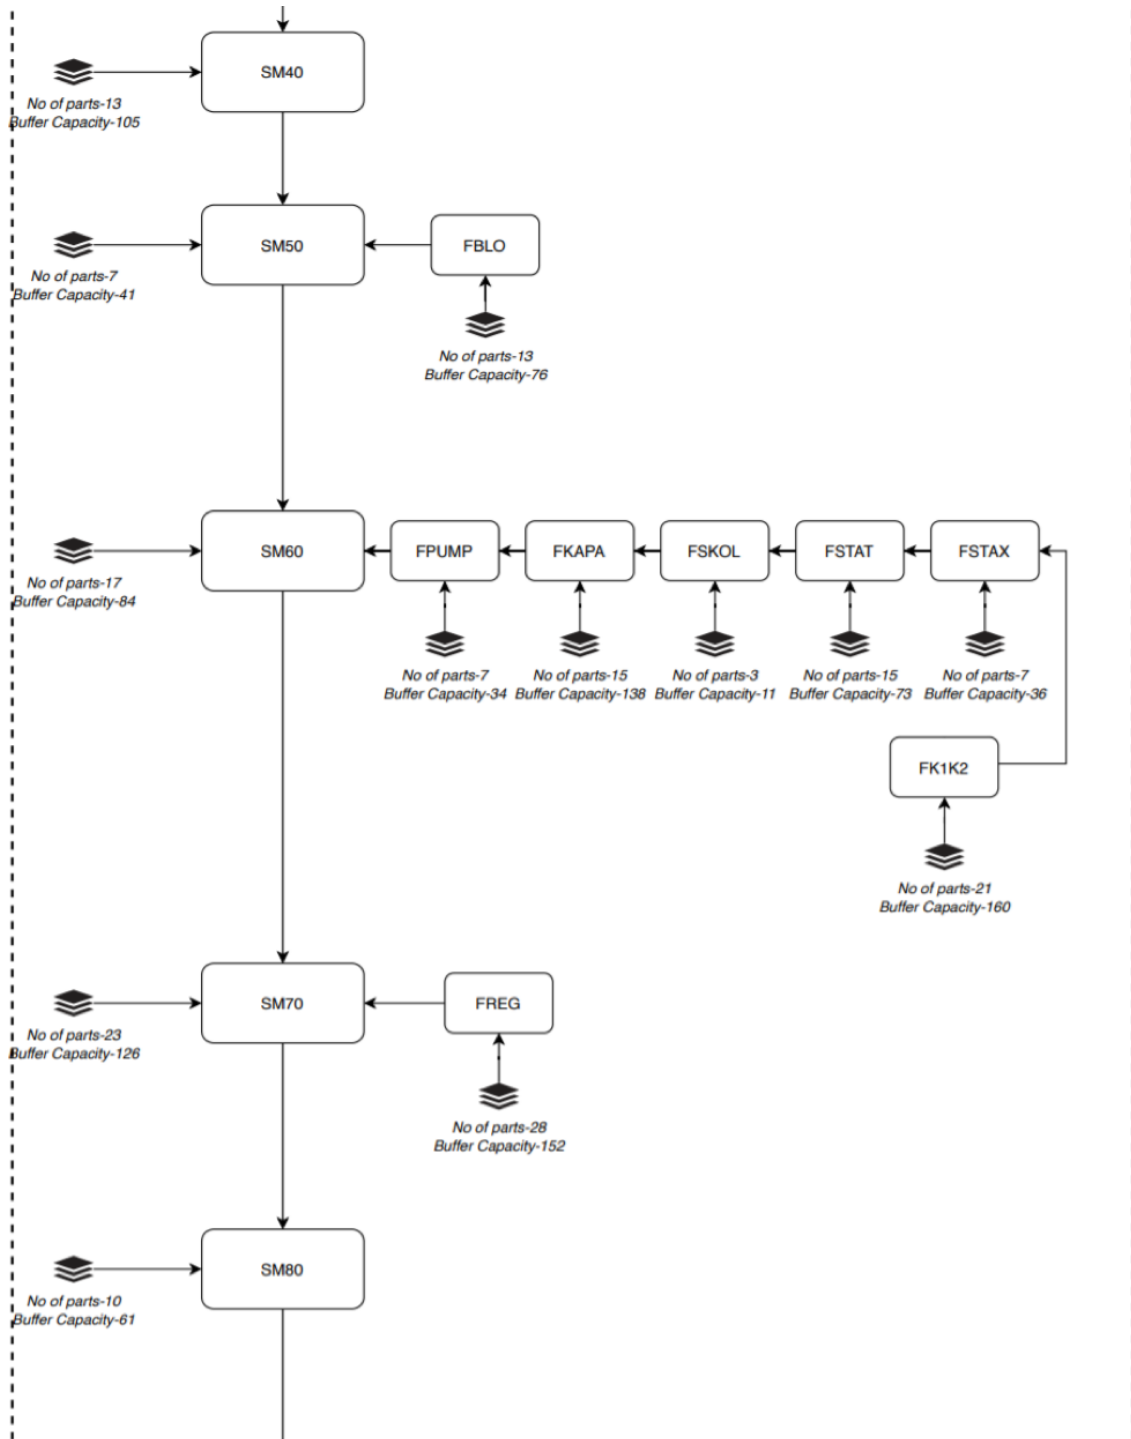 SM40
No of parts-13
Buffer Capacity-105
SM50
FBLO
No of parts-7
Buffer Capacity-41
No of parts-13
Buffer Capacity-76
SM60
FPUMP
FKAPA
FSKOL
FSTAT
FSTAX
No of parts-17
Buffer Capacity-84
No of parts-7
Buffer Capacity-34
No of parts-15
Buffer Capacity-138
No of parts-3
Buffer Capacity-11
No of parts-15
Buffer Capacity-73
No of parts-7
Buffer Capacity-36
FK1K2
No of parts-21
Buffer Capacity-160
SM70
FREG
No of parts-23
Buffer Capacity-126
No of parts-28
Buffer Capacity-152
SM80
No of parts-10
Buffer Capacity-61